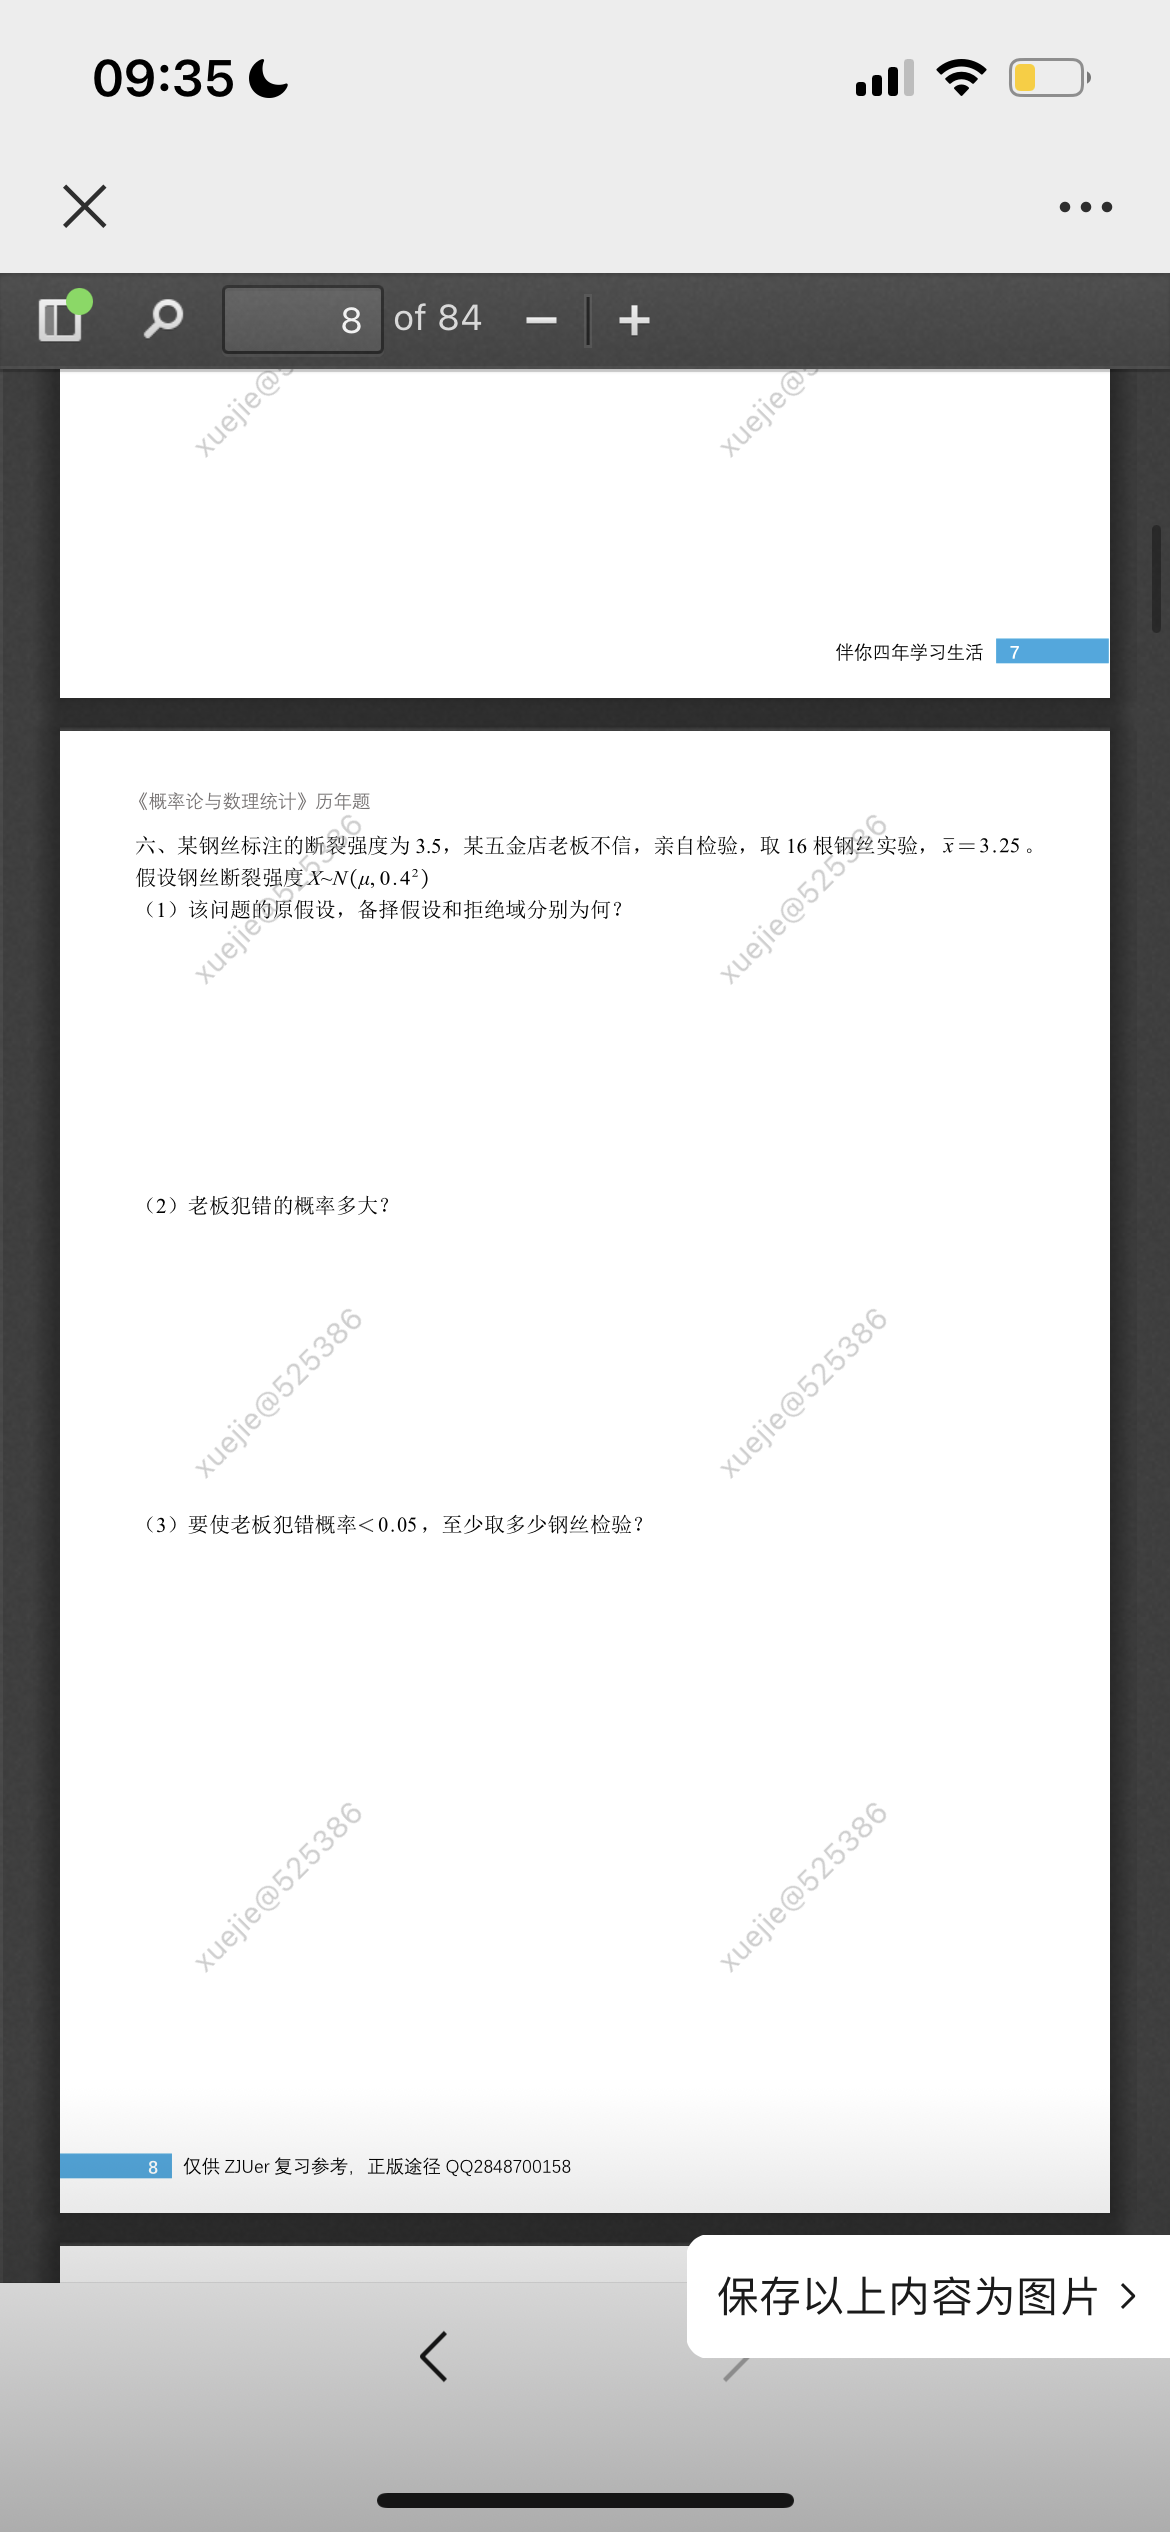 09:35
8 of 84
xuejie@5
xuejie@5
伴你四年学习生活 7
《概率论与数理统计》历年题
六、某钢丝标注的断裂强度为 3.5，某五金店老板不信，亲自检验，取 16 根钢丝实验， x̄＝3.25。
假设钢丝断裂强度 X~N(μ, 0.4²)
（1）该问题的原假设，备择假设和拒绝域分别为何？
xuejie@525386
xuejie@525386
（2）老板犯错的概率多大？
xuejie@525386
xuejie@525386
（3）要使老板犯错概率＜0.05，至少取多少钢丝检验？
xuejie@525386
xuejie@525386
8 仅供 ZJUer 复习参考，正版途径 QQ2848700158
保存以上内容为图片